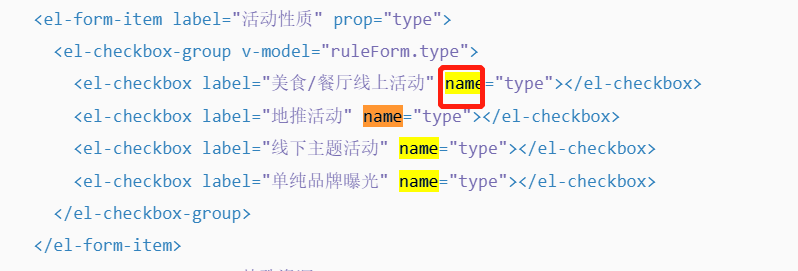 <el-form-item label="活动性质" prop="type">
<el-checkbox-group v-model="ruleForm.type">
<el-checkbox label="美食/餐厅线上活动" name="type"></el-checkbox>
<el-checkbox label="地推活动" name="type"></el-checkbox>
<el-checkbox label="线下主题活动" name="type"></el-checkbox>
<el-checkbox label="单纯品牌曝光" name="type"></el-checkbox>
</el-checkbox-group>
</el-form-item>